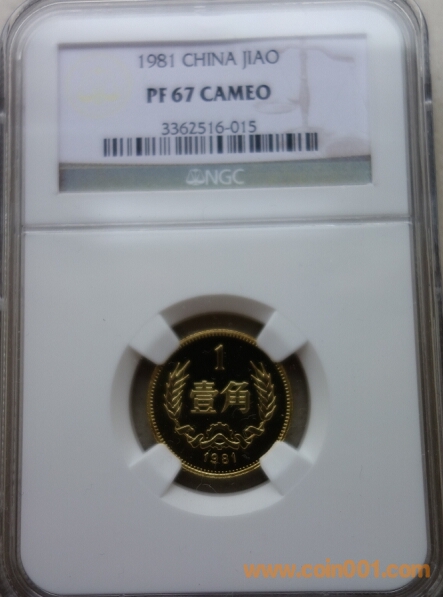 1981 CHINA JIAO
PF 67 CAMEO
3362516-015
NGC
1
壹角
1981
www.coin001.com